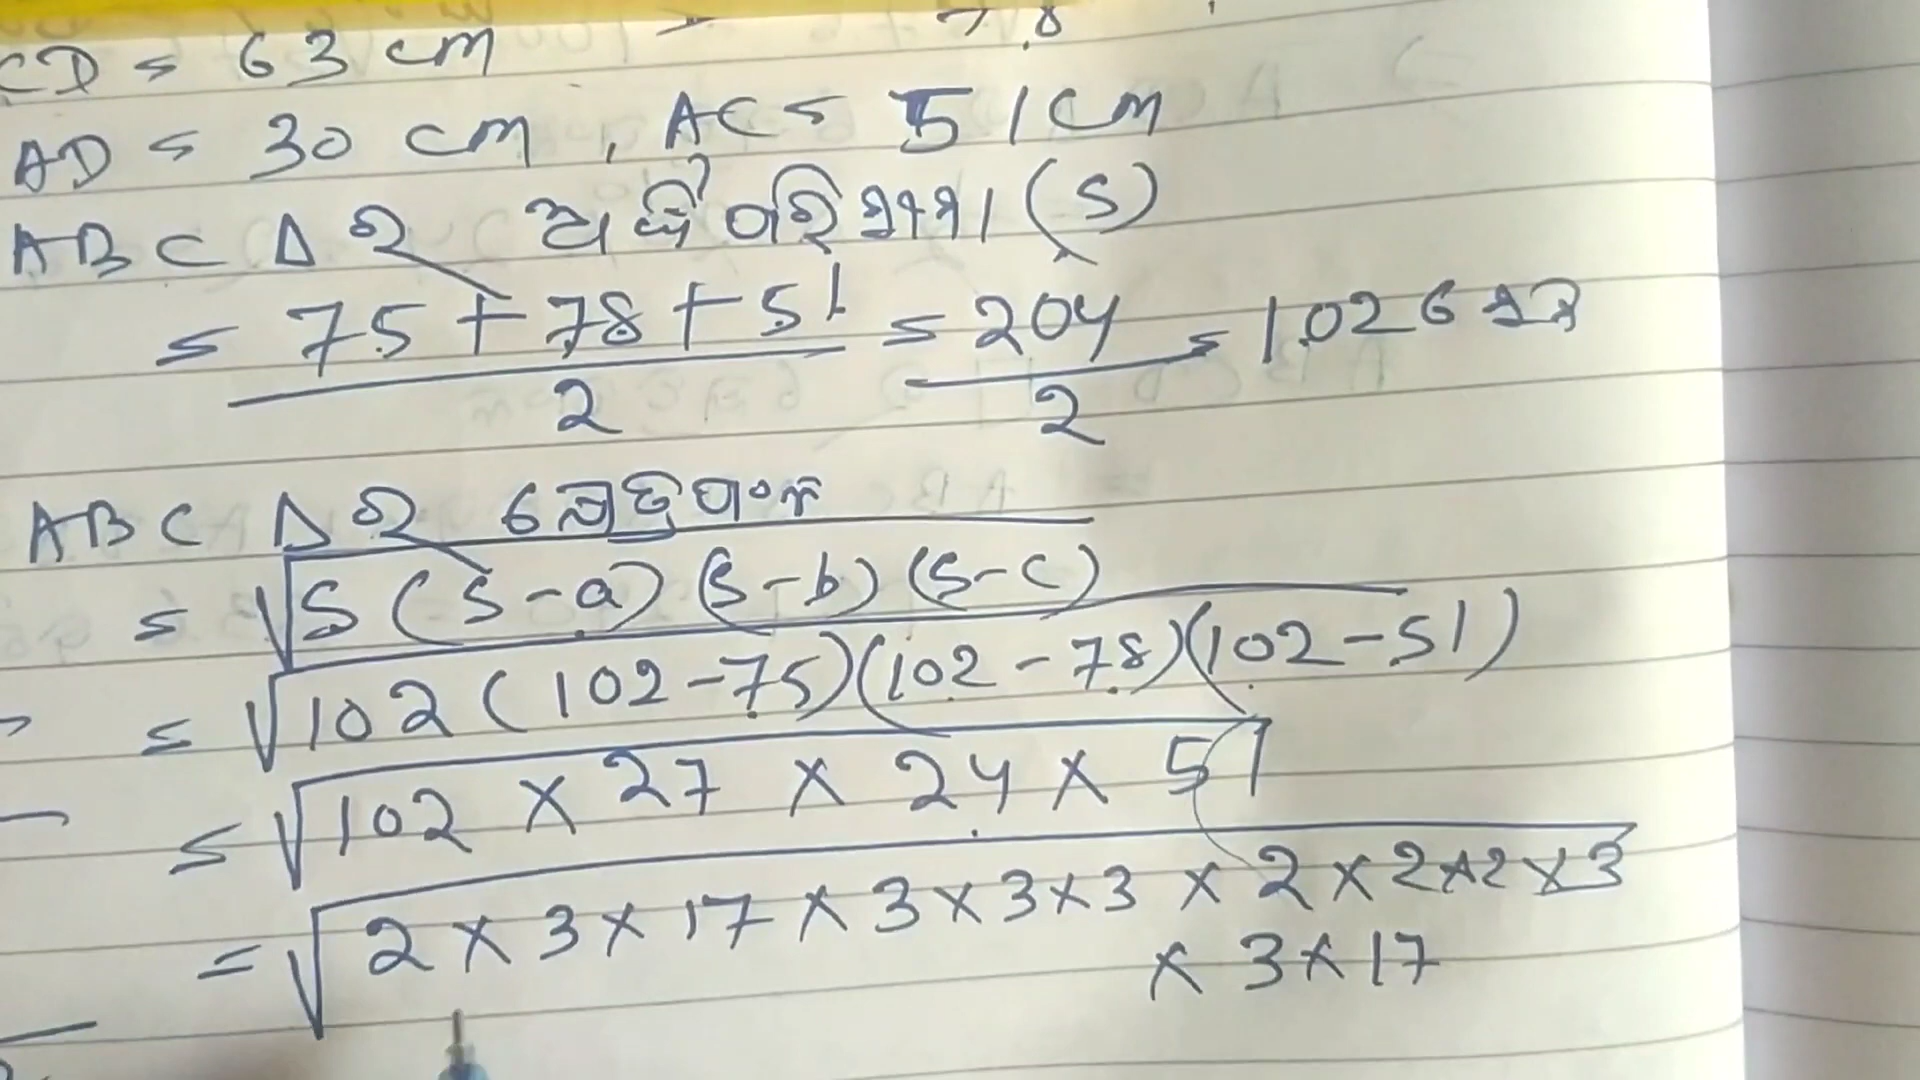 CD = 63 cm
AD = 30 cm, AC = 51 cm
ABC Δ ର ଅର୍ଦ୍ଧ ପରିସୀମା (S)
= 75 + 78 + 51 / 2 = 204 / 2 = 102 ସେମି
ABC Δ ର କ୍ଷେତ୍ରଫଳ
= √S(S-a)(S-b)(S-c)
= √102(102-75)(102-78)(102-51)
= √102 × 27 × 24 × 51
= √2 × 3 × 17 × 3 × 3 × 3 × 2 × 2 × 2 × 3
× 3 × 17